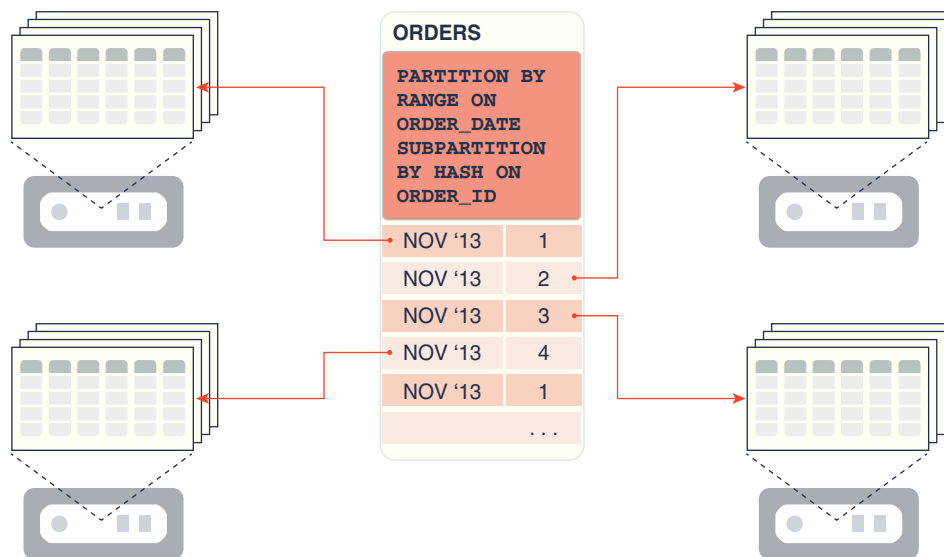 ORDERS
PARTITION BY
RANGE ON
ORDER_DATE
SUBPARTITION
BY HASH ON
ORDER_ID
NOV ‘13 1
NOV ‘13 2
NOV ‘13 3
NOV ‘13 4
NOV ‘13 1
. . .